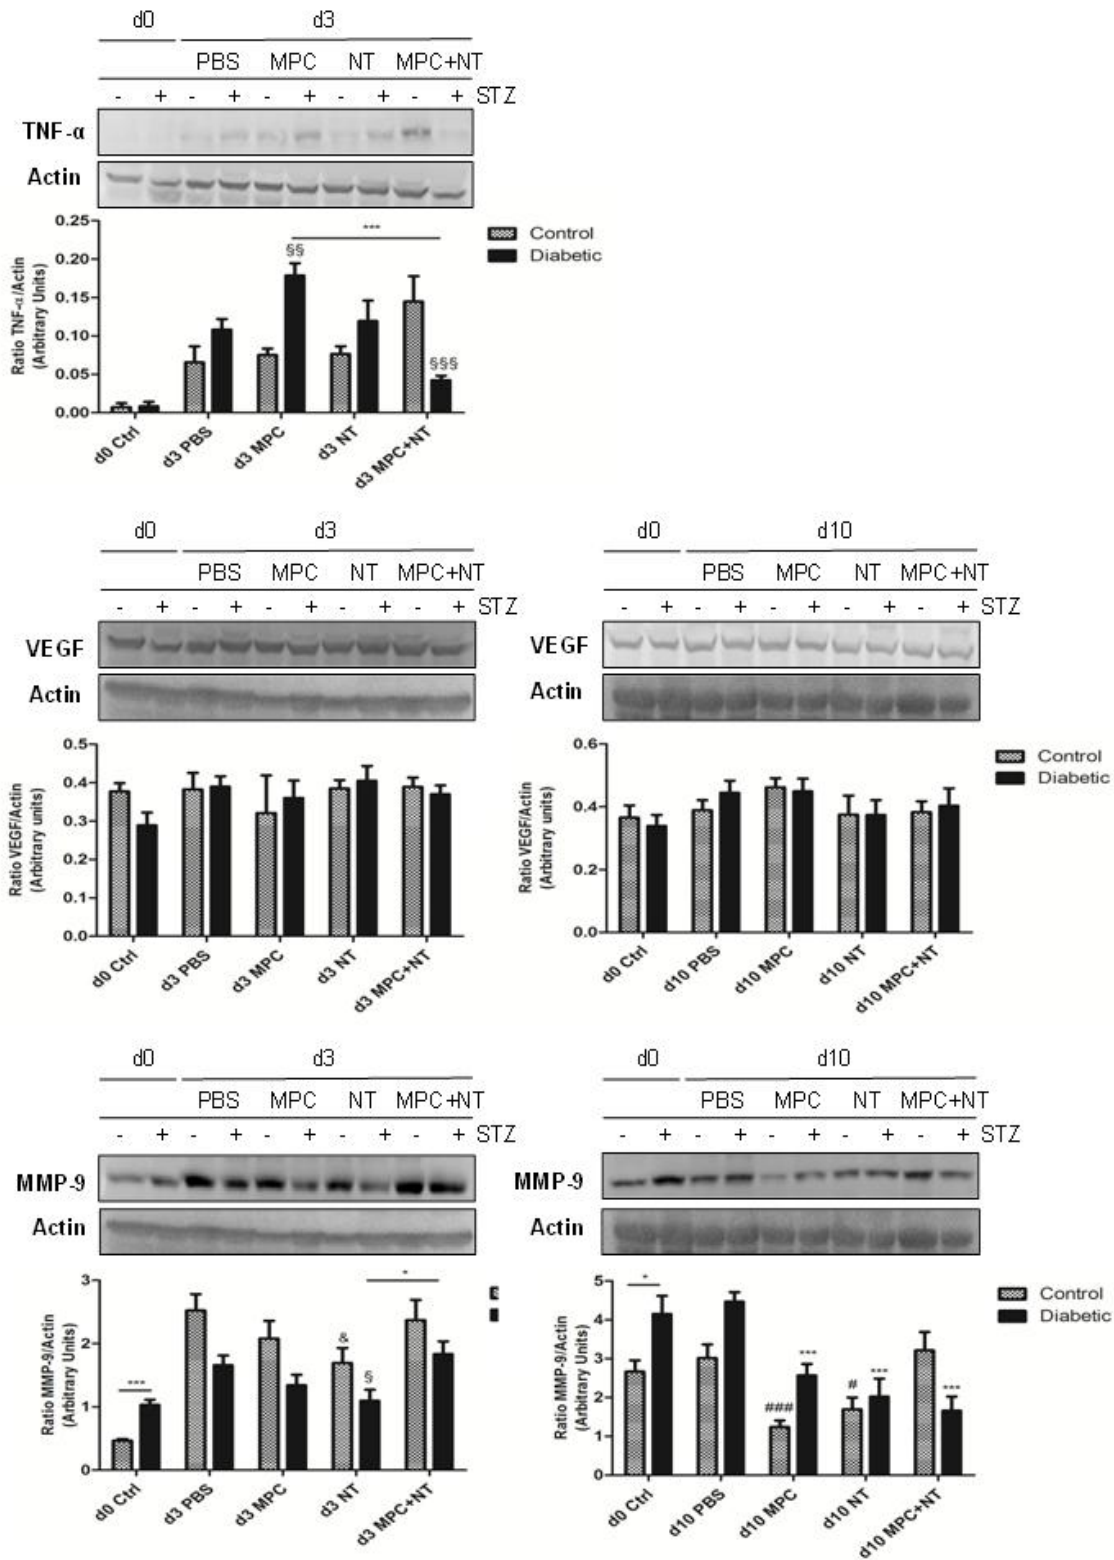 d0 d3
PBS MPC NT MPC+NT
- + - + - + - + - + STZ
TNF-α
Actin
0.25
0.20
0.15
0.10
0.05
0.00
Ratio TNF-α/Actin
(Arbitrary Units)
***
§§
§§§
Control
Diabetic
d0 Ctrl
d3 PBS
d3 MPC
d3 NT
d3 MPC+NT
d0 d3
PBS MPC NT MPC+NT
- + - + - + - + - + STZ
VEGF
Actin
0.5
0.4
0.3
0.2
0.1
0.0
Ratio VEGF/Actin
(Arbitrary units)
d0 Ctrl
d3 PBS
d3 MPC
d3 NT
d3 MPC+NT
d0 d10
PBS MPC NT MPC+NT
- + - + - + - + - + STZ
VEGF
Actin
0.6
0.4
0.2
0.0
Ratio VEGF/Actin
(Arbitrary units)
Control
Diabetic
d0 Ctrl
d10 PBS
d10 MPC
d10 NT
d10 MPC+NT
d0 d3
PBS MPC NT MPC+NT
- + - + - + - + - + STZ
MMP-9
Actin
3
2
1
0
Ratio MMP-9/Actin
(Arbitrary Units)
***
&
§
*
d0 Ctrl
d3 PBS
d3 MPC
d3 NT
d3 MPC+NT
d0 d10
PBS MPC NT MPC+NT
- + - + - + - + - + STZ
MMP-9
Actin
5
4
3
2
1
0
Ratio MMP-9/Actin
(Arbitrary Units)
*
###
***
#
***
***
Control
Diabetic
d0 Ctrl
d10 PBS
d10 MPC
d10 NT
d10 MPC+NT